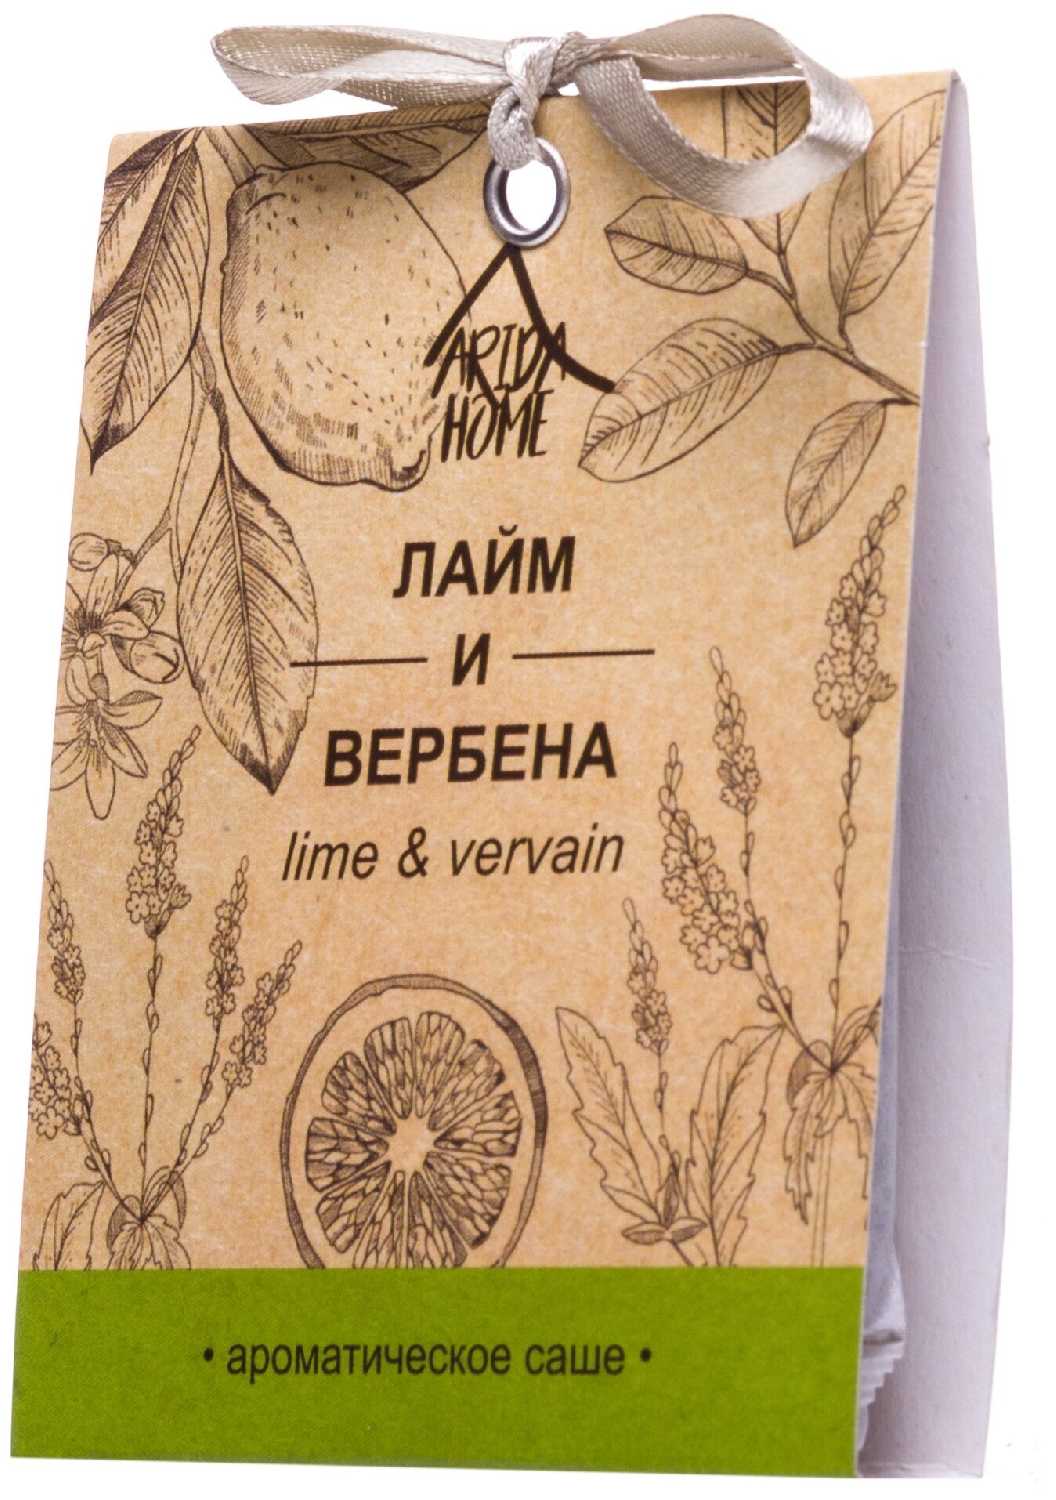 ARIDA
HOME
ЛАЙМ
И
ВЕРБЕНА
lime & vervain
• ароматическое саше •